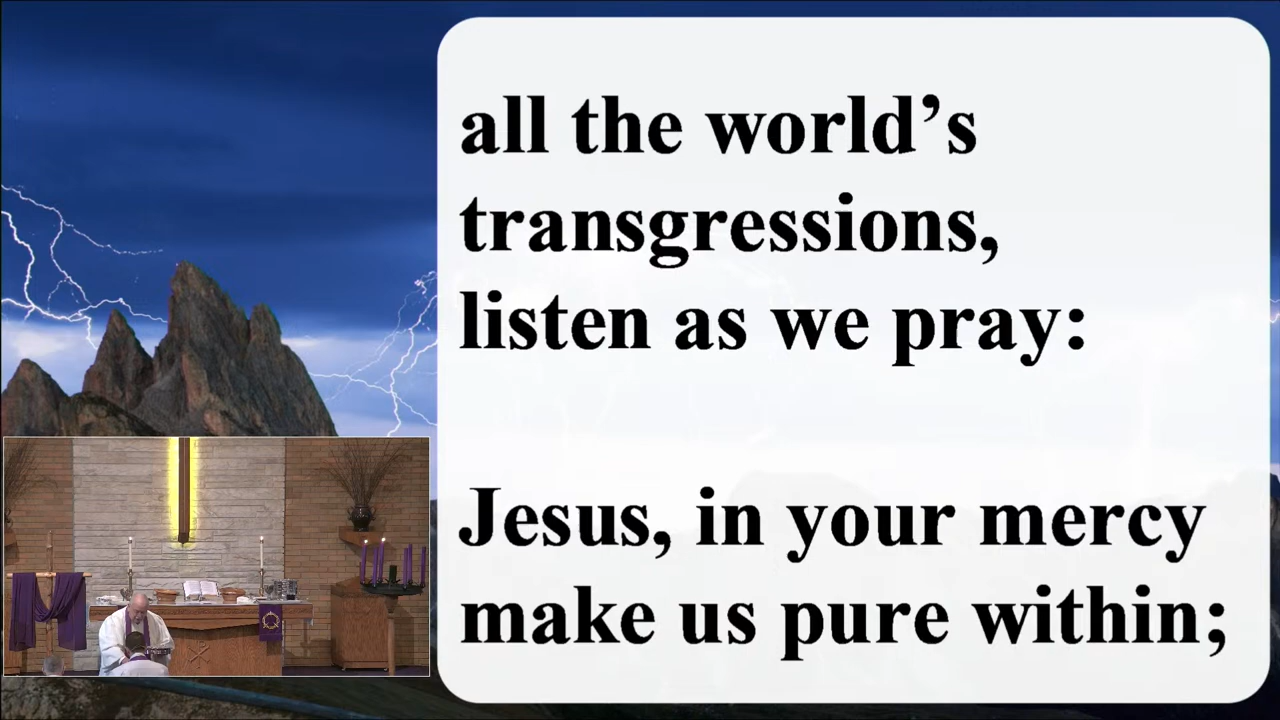 all the world’s
transgressions,
listen as we pray:
Jesus, in your mercy
make us pure within;